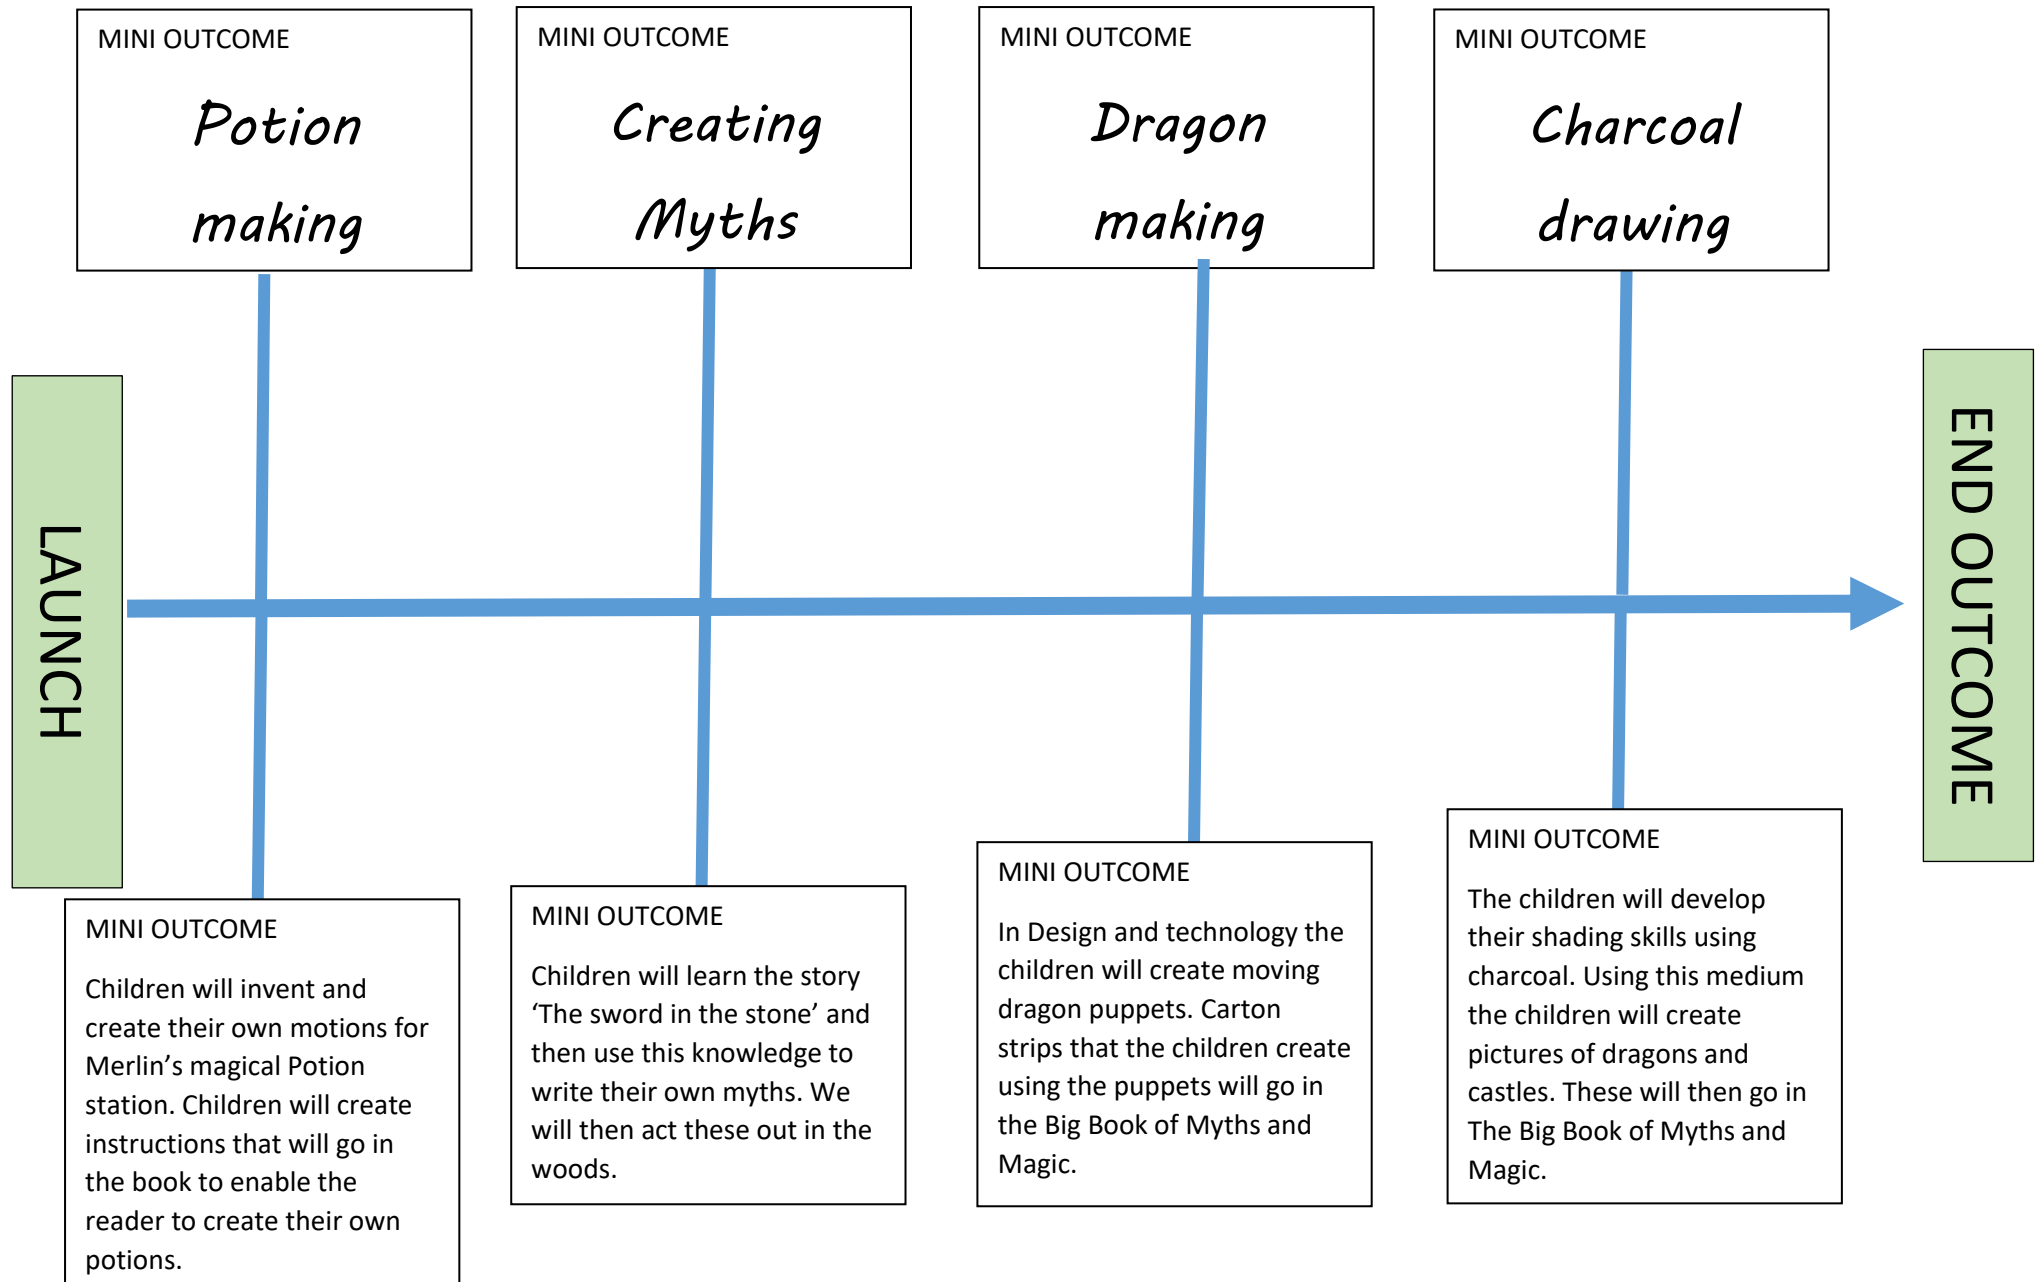 MINI OUTCOME
Potion
making
MINI OUTCOME
Creating
Myths
MINI OUTCOME
Dragon
making
MINI OUTCOME
Charcoal
drawing
LAUNCH
END OUTCOME
MINI OUTCOME
Children will invent and
create their own motions for
Merlin’s magical Potion
station. Children will create
instructions that will go in
the book to enable the
reader to create their own
potions.
MINI OUTCOME
Children will learn the story
‘The sword in the stone’ and
then use this knowledge to
write their own myths. We
will then act these out in the
woods.
MINI OUTCOME
In Design and technology the
children will create moving
dragon puppets. Carton
strips that the children create
using the puppets will go in
the Big Book of Myths and
Magic.
MINI OUTCOME
The children will develop
their shading skills using
charcoal. Using this medium
the children will create
pictures of dragons and
castles. These will then go in
The Big Book of Myths and
Magic.